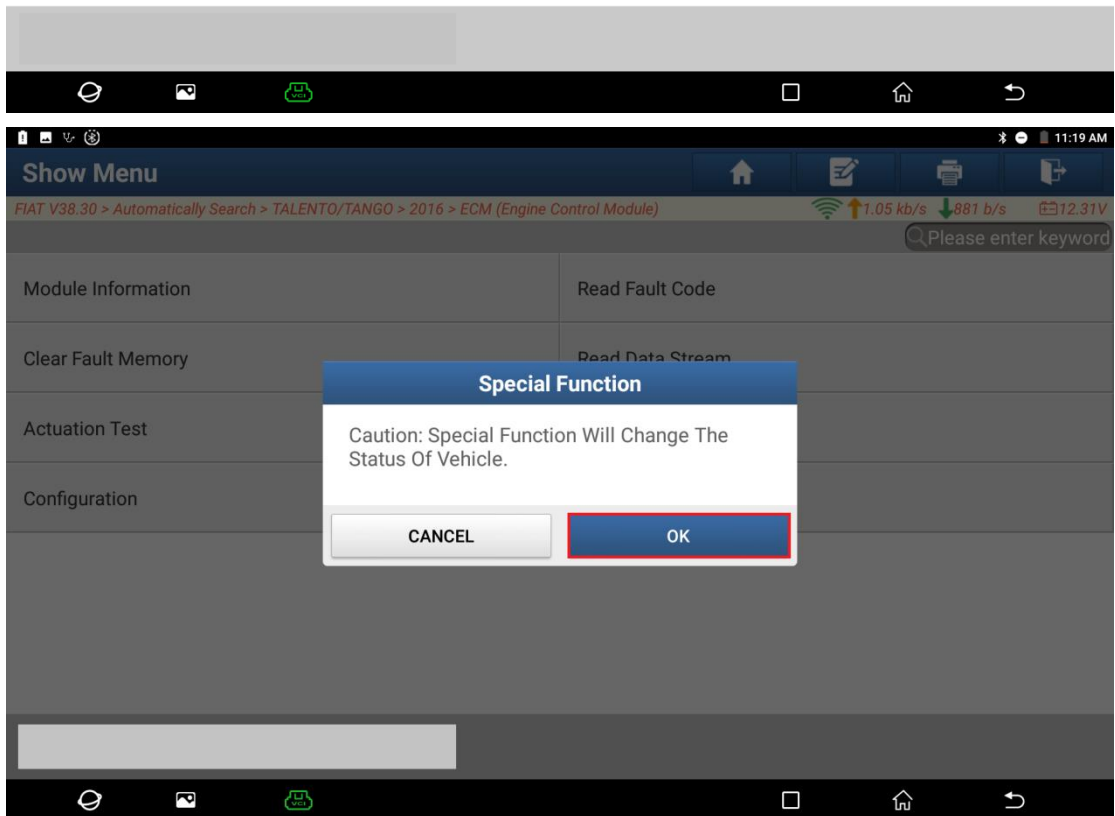 VCI
11:19 AM
Show Menu
FIAT V38.30 > Automatically Search > TALENTO/TANGO > 2016 > ECM (Engine Control Module)
1.05 kb/s 881 b/s 12.31V
Please enter keyword
Module Information
Read Fault Code
Clear Fault Memory
Read Data Stream
Special Function
Actuation Test
Caution: Special Function Will Change The
Status Of Vehicle.
Configuration
CANCEL
OK
VCI